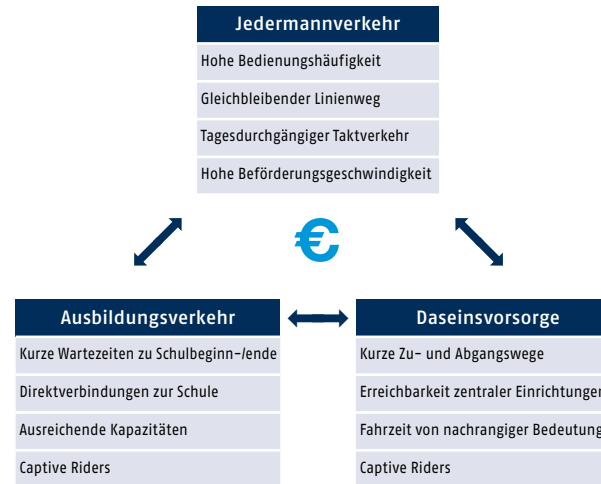 Jedermannverkehr
Hohe Bedienungshäufigkeit
Gleichbleibender Linienweg
Tagesdurchgängiger Taktverkehr
Hohe Beförderungsgeschwindigkeit
€
Ausbildungsverkehr
Kurze Wartezeiten zu Schulbeginn-/ende
Direktverbindungen zur Schule
Ausreichende Kapazitäten
Captive Riders
Daseinsvorsorge
Kurze Zu- und Abgangswege
Erreichbarkeit zentraler Einrichtungen
Fahrzeit von nachrangiger Bedeutung
Captive Riders